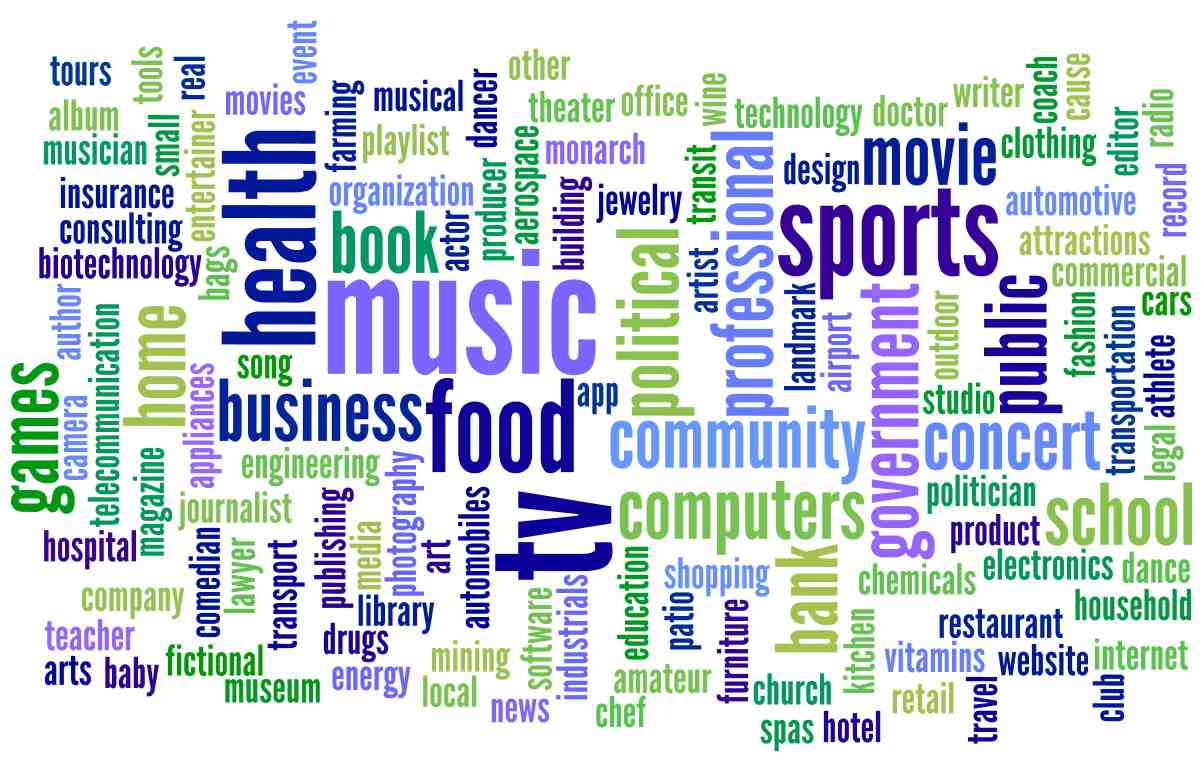 tours
tools
real
event
movies
album
small
musician
entertainer
farming
musical
dancer
other
playlist
theater
office
wine
technology
doctor
writer
coach
cause
radio
editor
clothing
insurance
consulting
biotechnology
bags
health
organization
book
actor
producer
aerospace
monarch
building
jewelry
transit
professional
design
movie
sports
automotive
record
attractions
commercial
cars
author
telecommunication
home
song
music
political
artist
landmark
airport
government
outdoor
public
fashion
transportation
athlete
games
camera
appliances
business
food
app
community
studio
concert
legal
magazine
engineering
journalist
photography
tv
computers
politician
product
school
hospital
comedian
lawyer
transport
publishing
media
art
automobiles
library
company
teacher
arts
baby
fictional
museum
drugs
energy
mining
local
software
industrials
news
education
shopping
patio
furniture
bank
chemicals
electronics
dance
household
amateur
chef
church
spas
hotel
kitchen
restaurant
vitamins
website
internet
retail
travel
club